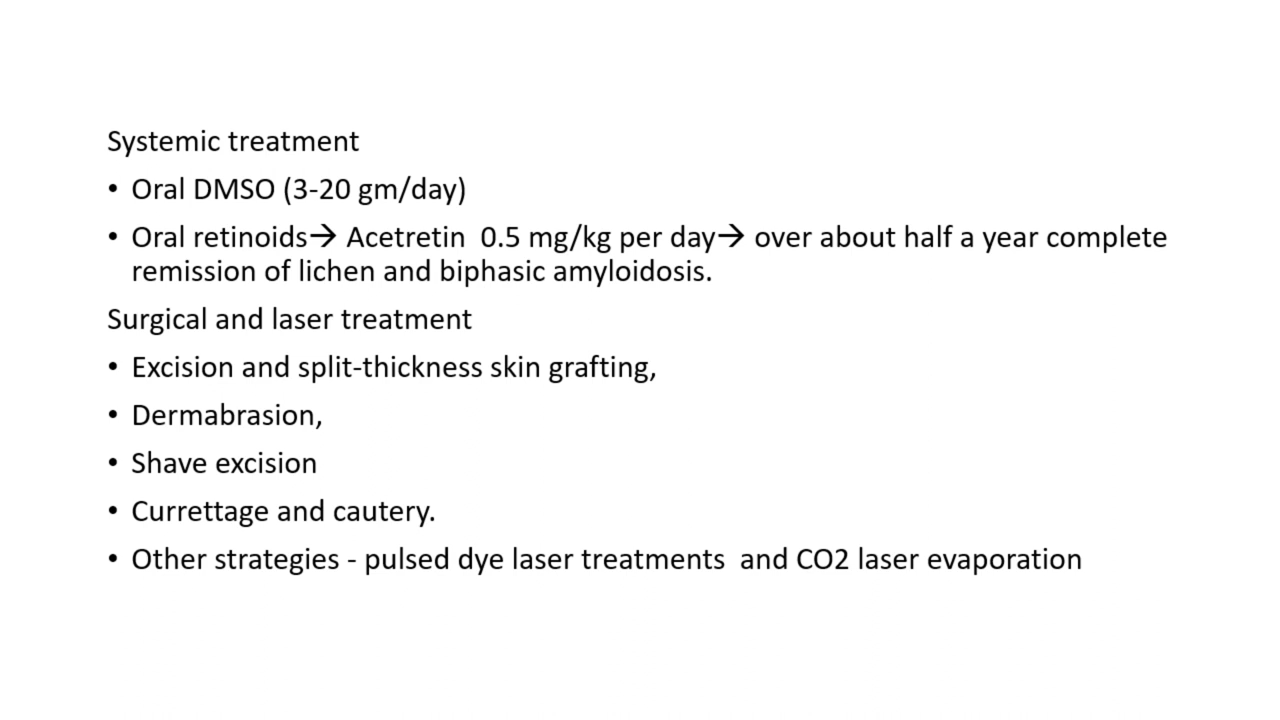 Systemic treatment
• Oral DMSO (3-20 gm/day)
• Oral retinoids→ Acetretin  0.5 mg/kg per day→ over about half a year complete
remission of lichen and biphasic amyloidosis.
Surgical and laser treatment
• Excision and split-thickness skin grafting,
• Dermabrasion,
• Shave excision
• Currettage and cautery.
• Other strategies - pulsed dye laser treatments  and CO2 laser evaporation